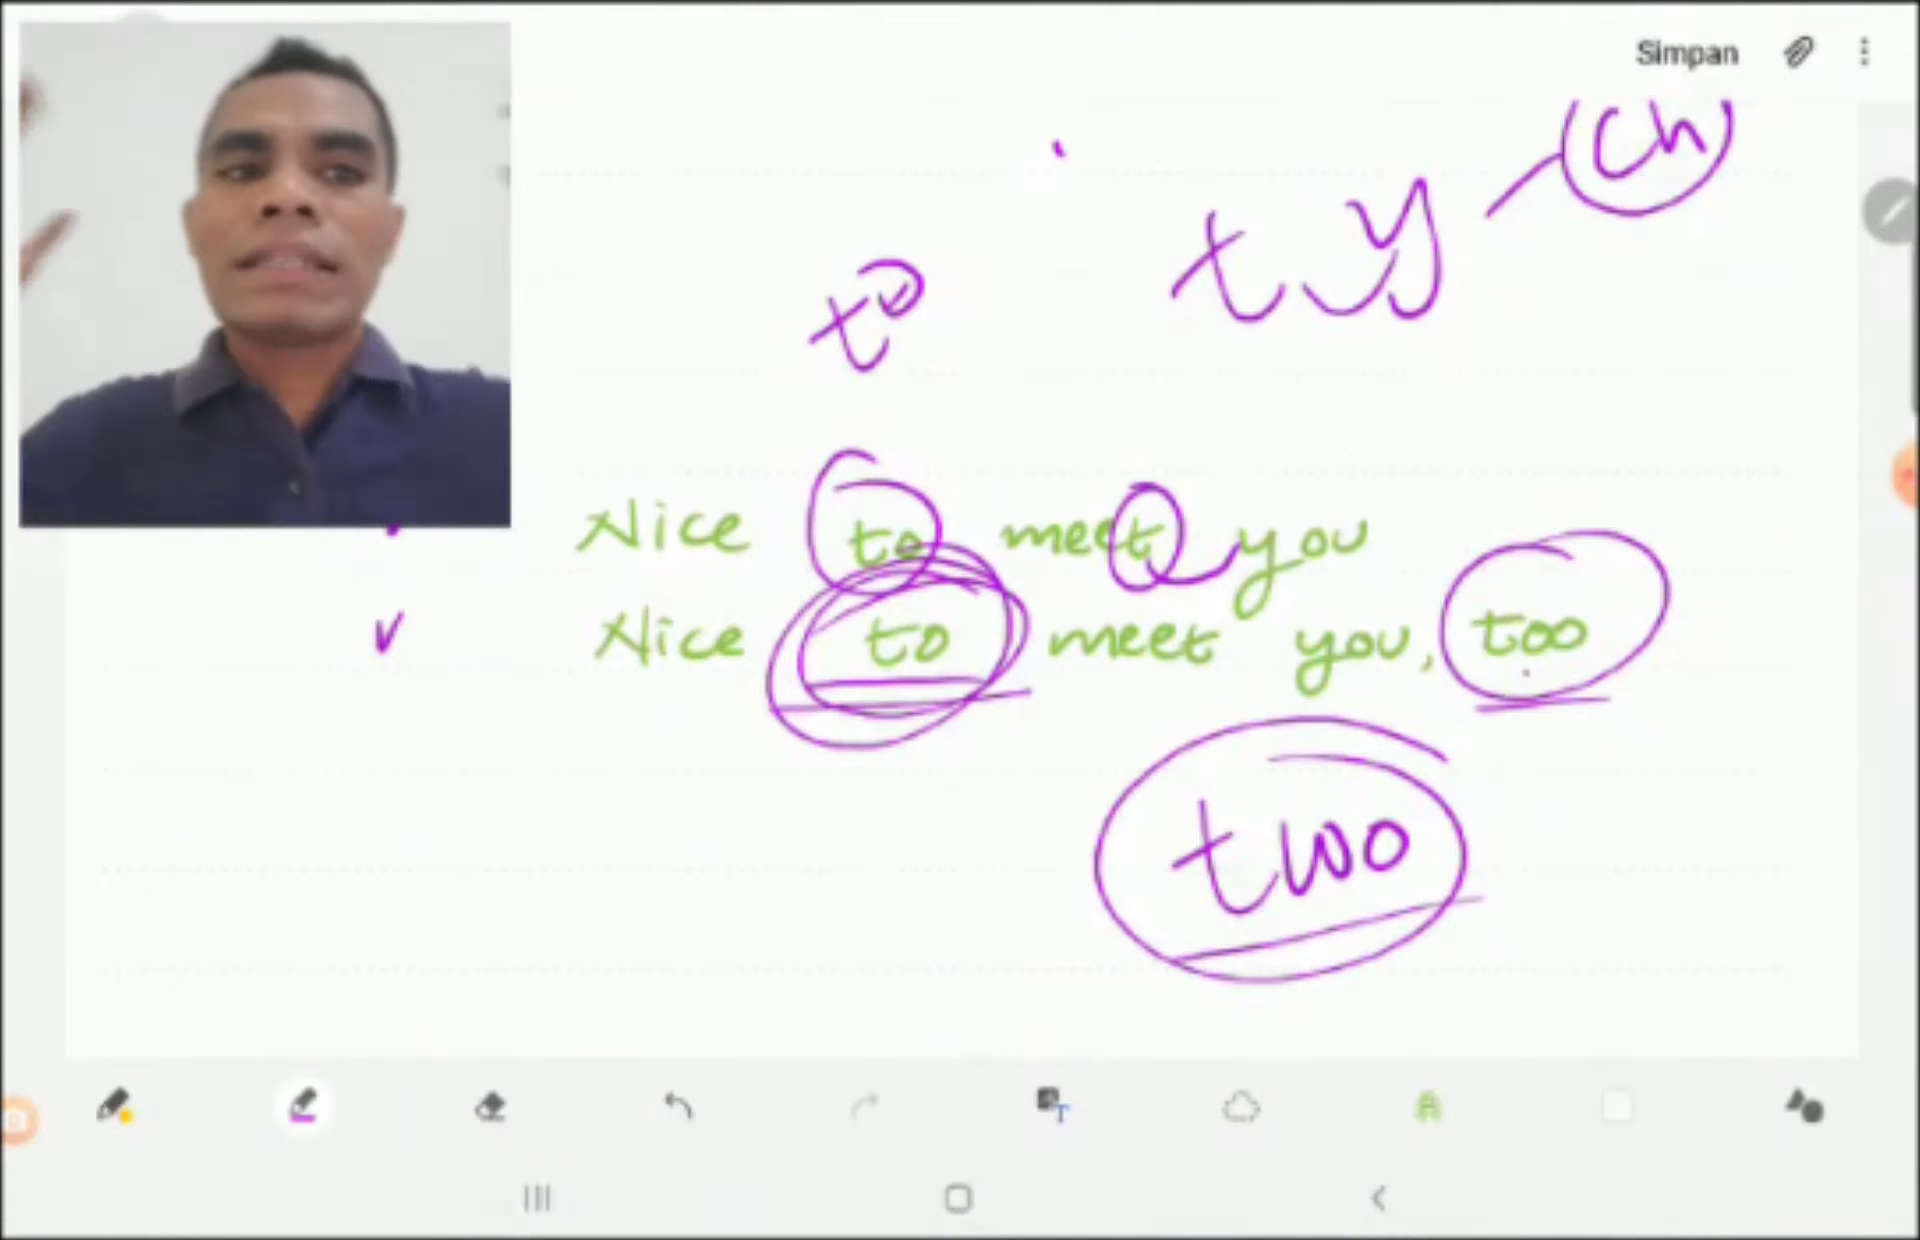 Simpan
(Ch)
t y
to
Nice to meet you
Nice to meet you, too
two